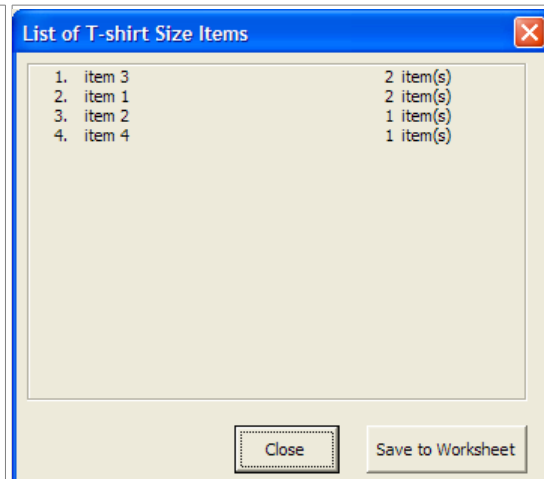 List of T-shirt Size Items
1. item 3 2 item(s)
2. item 1 2 item(s)
3. item 2 1 item(s)
4. item 4 1 item(s)
Close Save to Worksheet